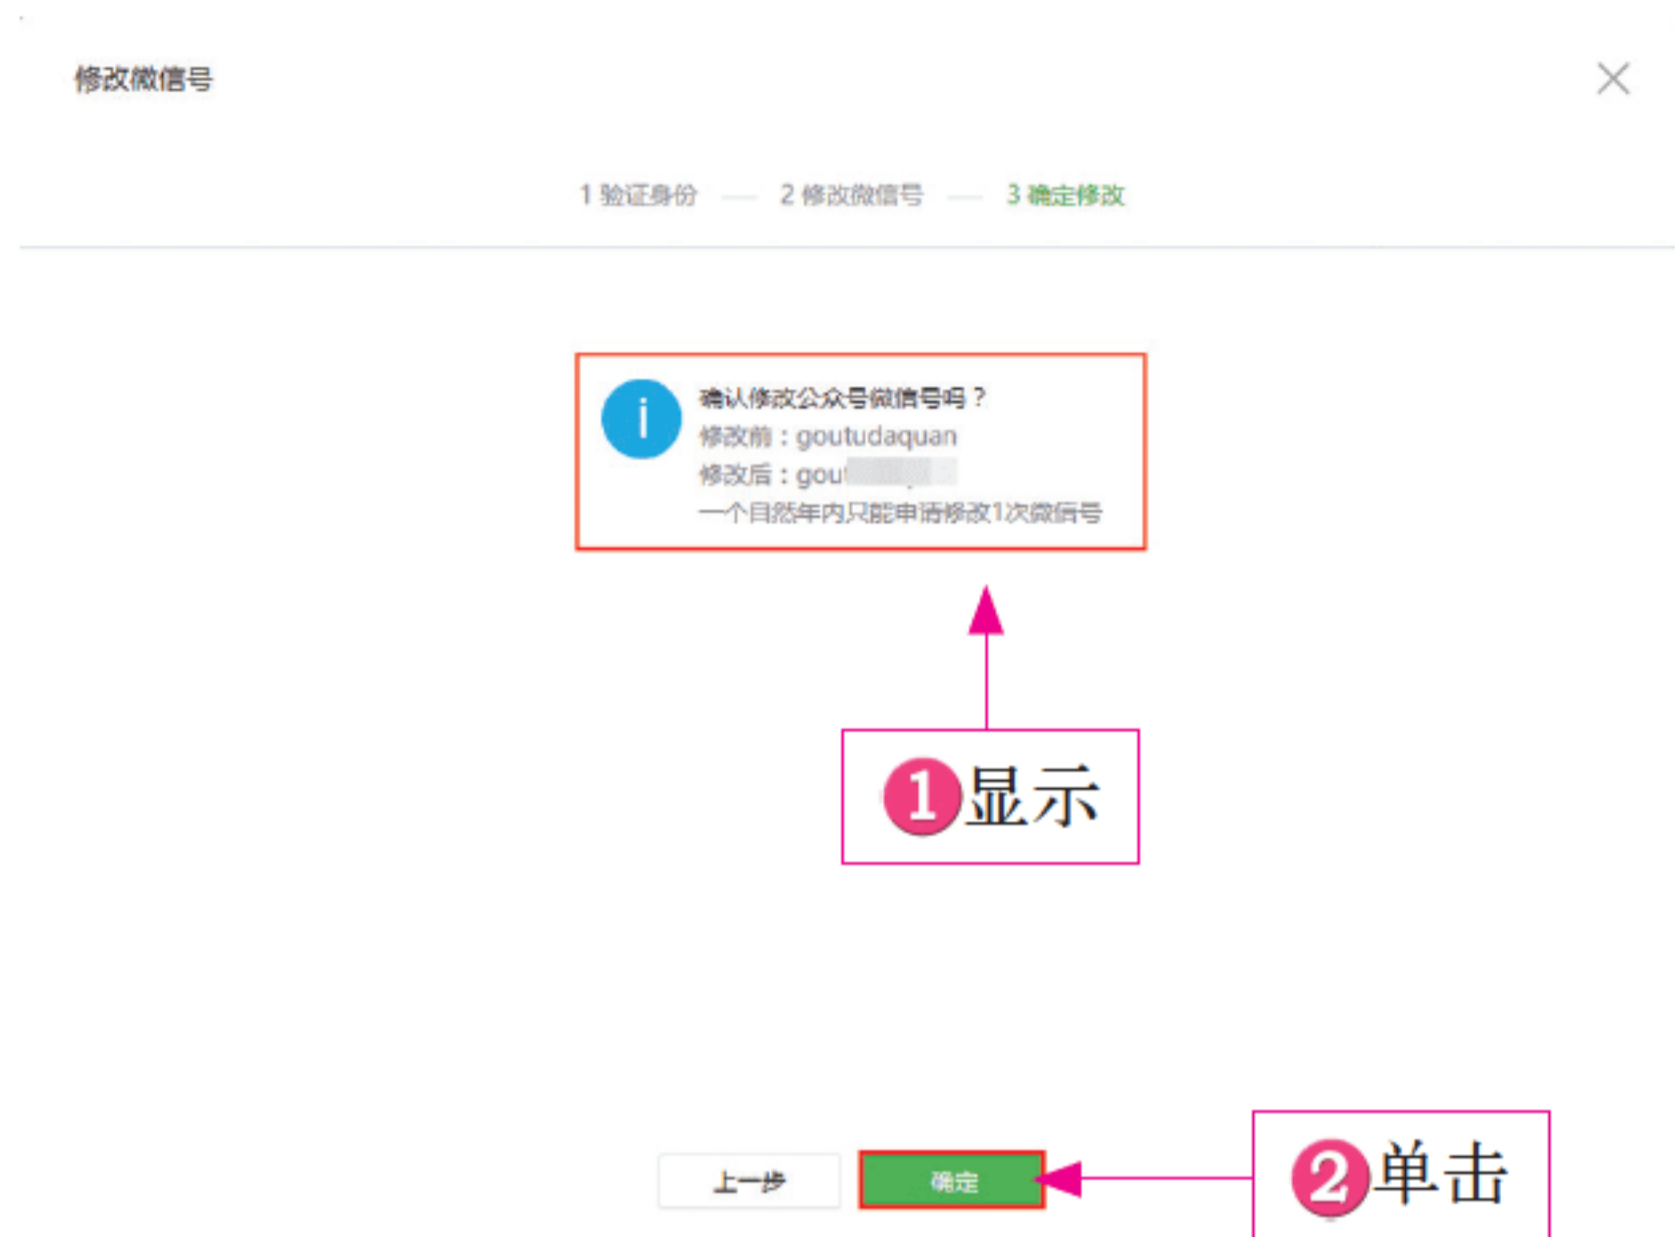 修改微信号
1 验证身份 — 2 修改微信号 — 3 确定修改
i
确认修改公众号微信号吗？
修改前：goutudaquan
修改后：gou
一个自然年内只能申请修改1次微信号
1显示
上一步
确定
2单击